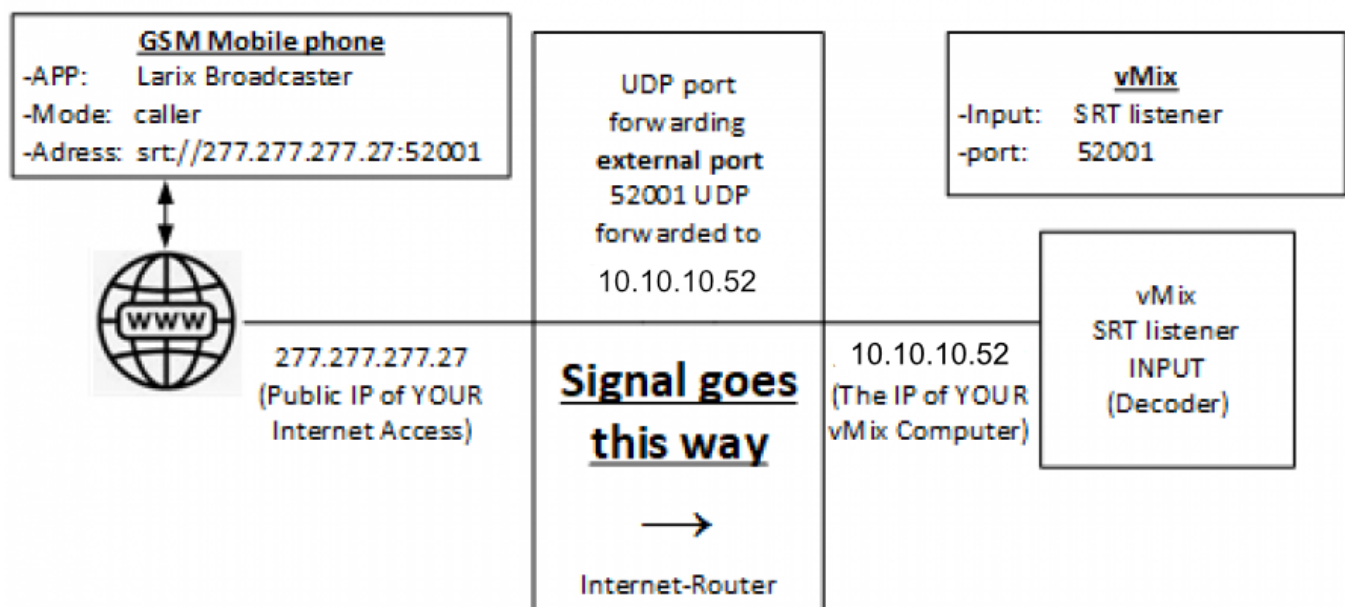 GSM Mobile phone
-APP: Larix Broadcaster
-Mode: caller
-Adress: srt://277.277.277.27:52001
UDP port
forwarding
external port
52001 UDP
forwarded to
10.10.10.52
vMix
-Input: SRT listener
-port: 52001
WWW
277.277.277.27
(Public IP of YOUR
Internet Access)
Signal goes
this way
→
Internet-Router
10.10.10.52
(The IP of YOUR
vMix Computer)
vMix
SRT listener
INPUT
(Decoder)